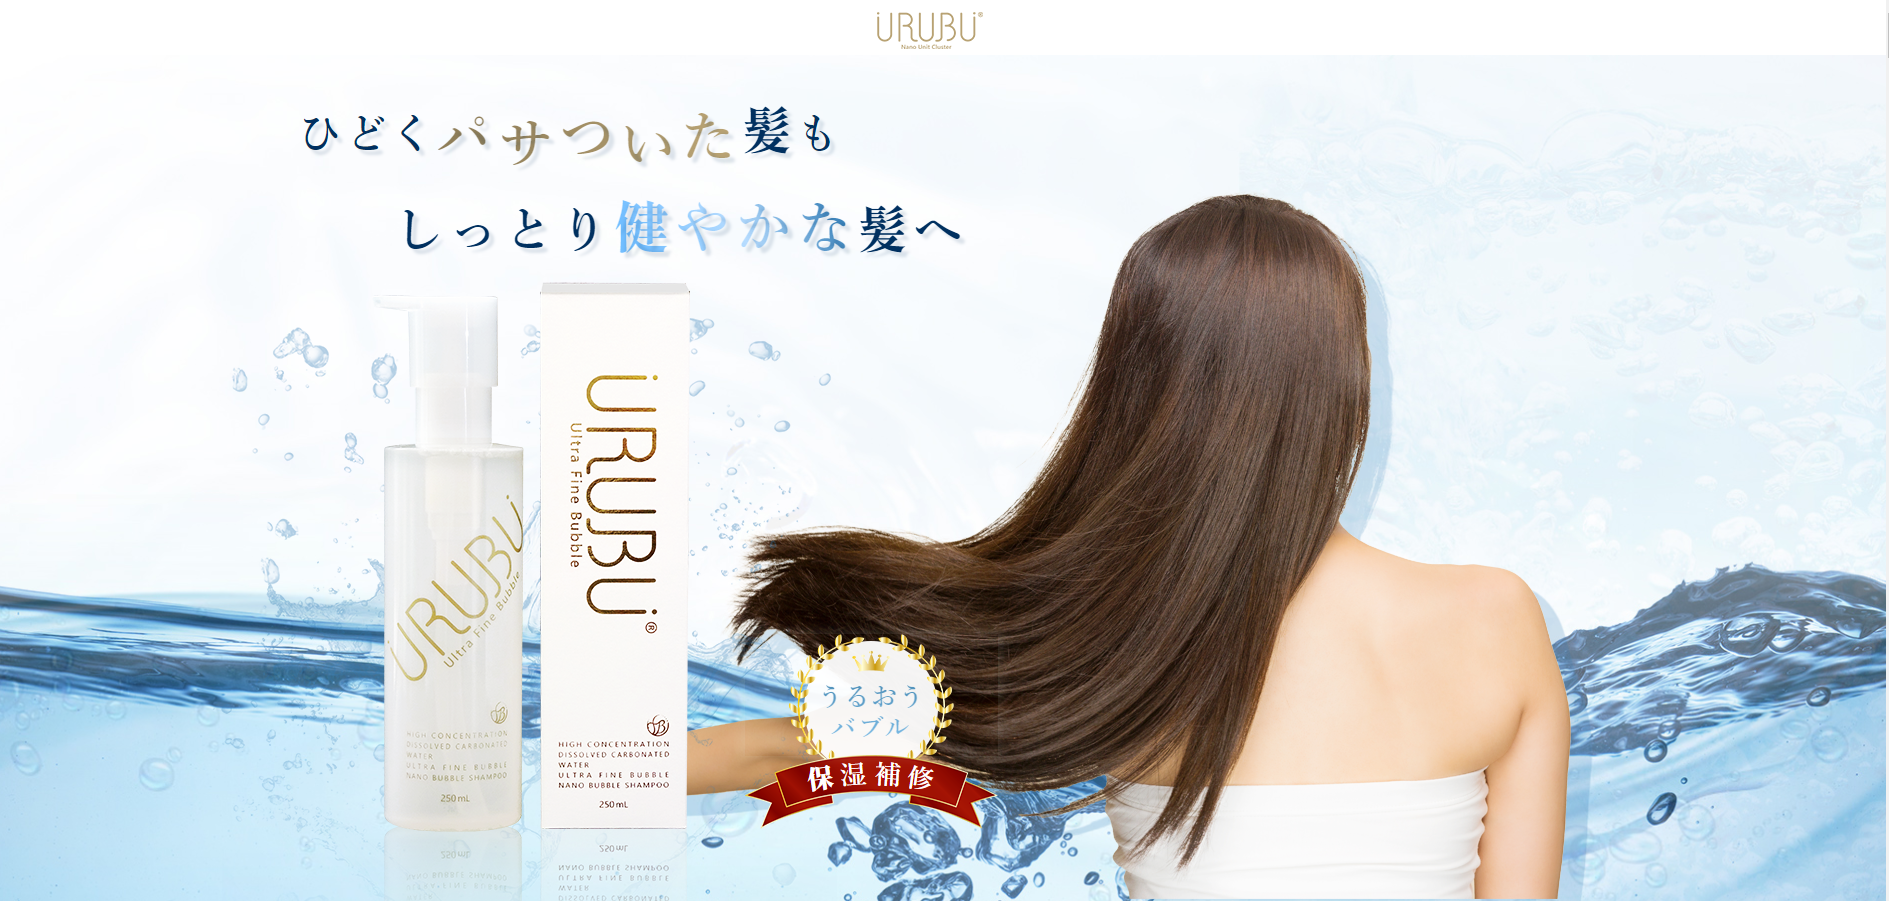 URUBU®
Nano Unit Cluster
ひどくパサついた髪も
しっとり健やかな髪へ
URUBU
Ultra Fine Bubble
HIGH CONCENTRATION
DISSOLVED CARBONATED
WATER
ULTRA FINE BUBBLE
NANO BUBBLE SHAMPOO
250mL
URUBU®
Ultra Fine Bubble
HIGH CONCENTRATION
DISSOLVED CARBONATED
WATER
ULTRA FINE BUBBLE
NANO BUBBLE SHAMPOO
250mL
うるおう
バブル
保湿補修